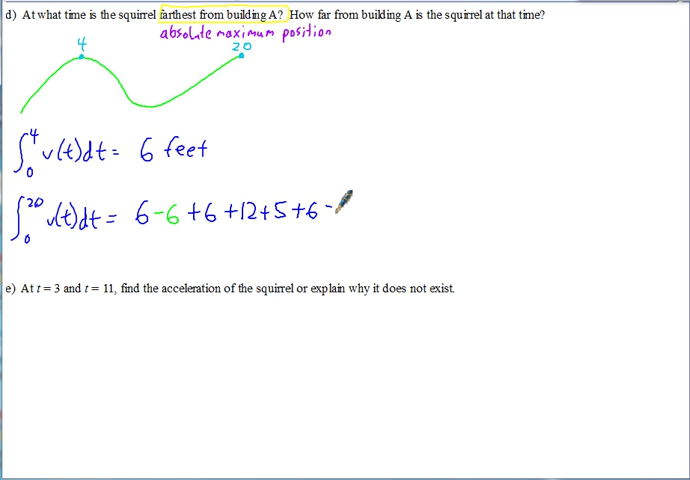 d) At what time is the squirrel farthest from building A? How far from building A is the squirrel at that time?
absolute maximum position
4
20
∫₀⁴ v(t)dt = 6 feet
∫₀²⁰ v(t)dt = 6 - 6 + 6 + 12 + 5 + 6 -
e) At t = 3 and t = 11, find the acceleration of the squirrel or explain why it does not exist.